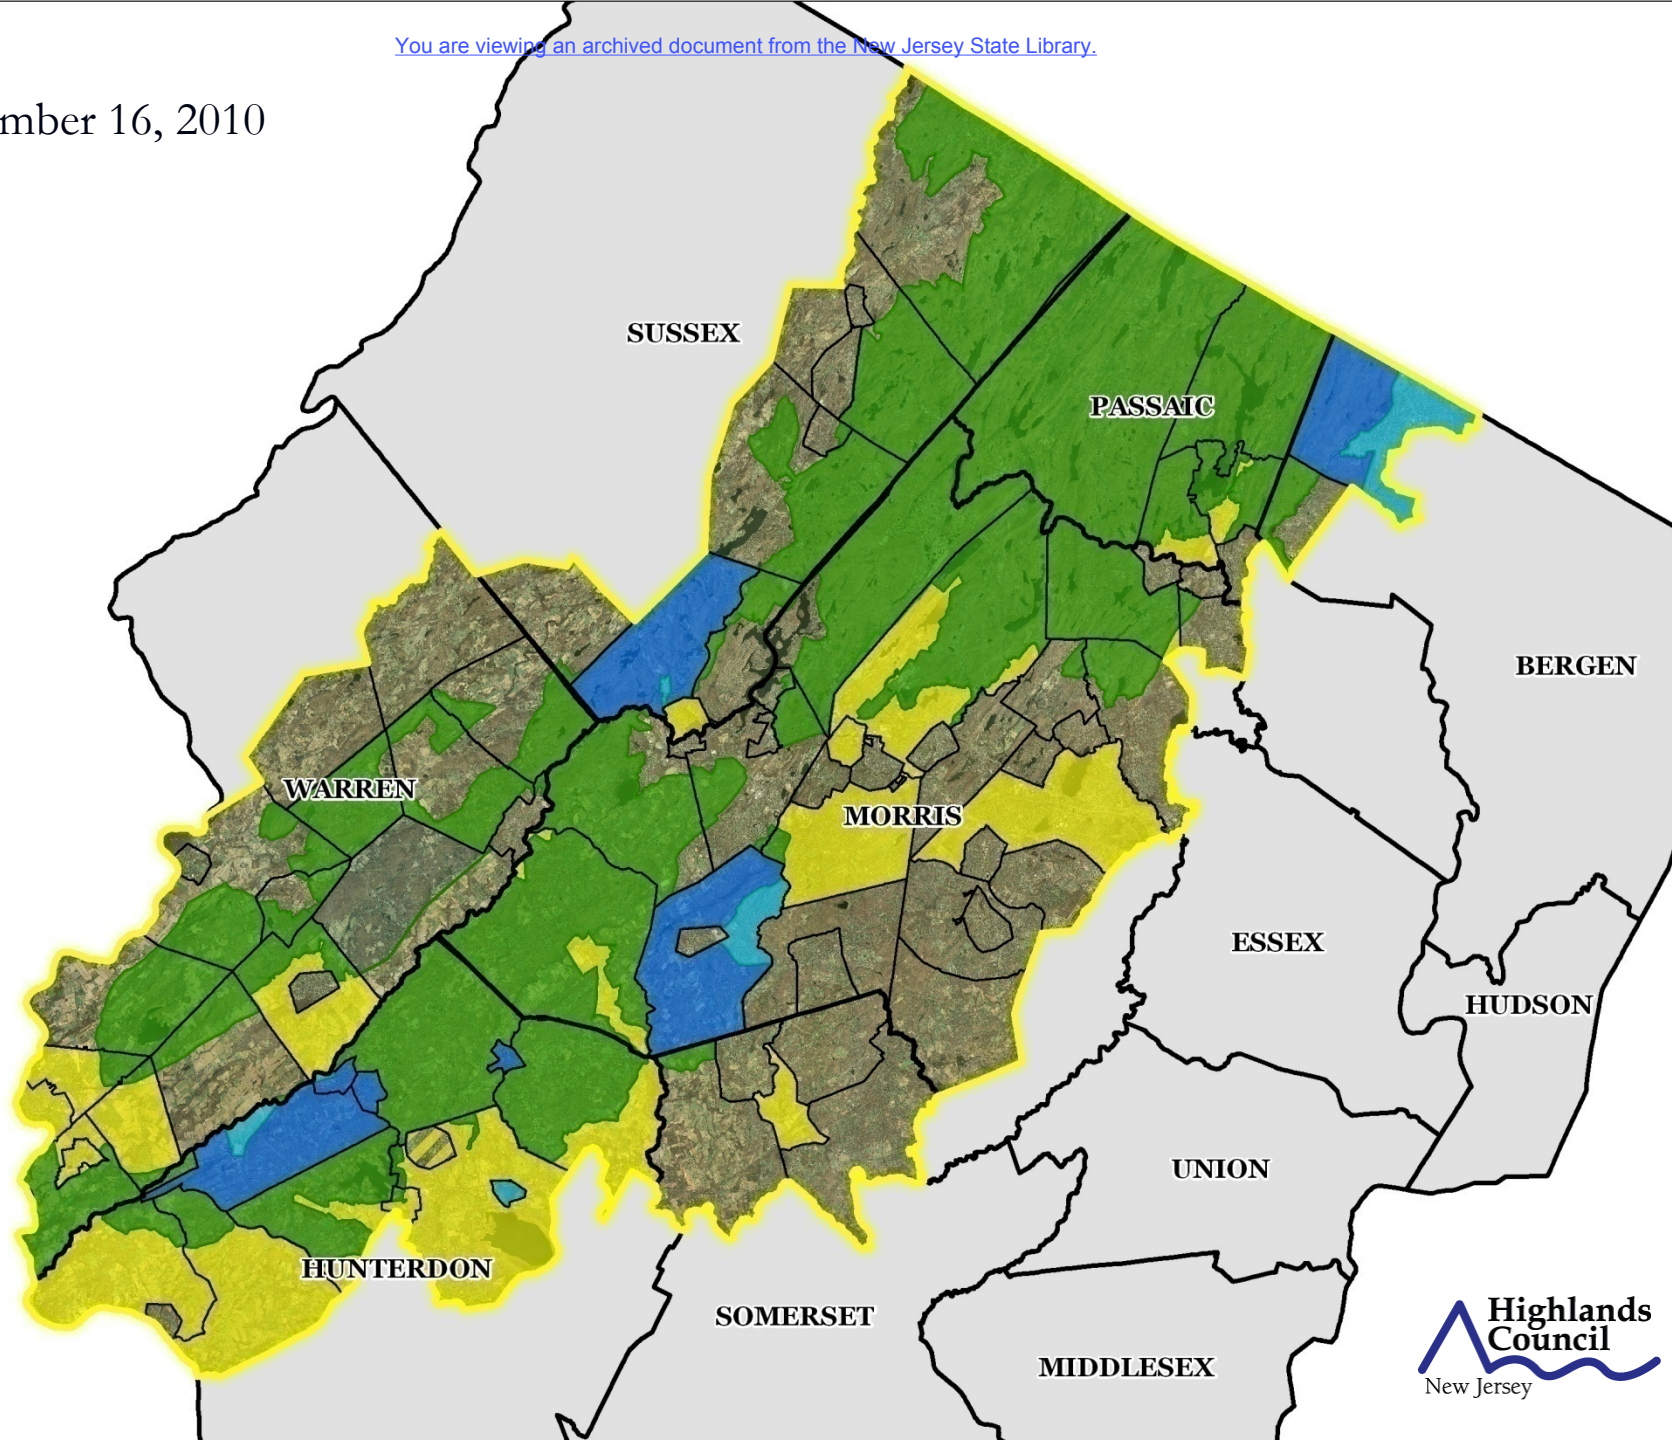 You are viewing an archived document from the New Jersey State Library.
mber 16, 2010
SUSSEX
PASSAIC
BERGEN
WARREN
MORRIS
ESSEX
HUDSON
UNION
HUNTERDON
SOMERSET
MIDDLESEX
Highlands
Council
New Jersey